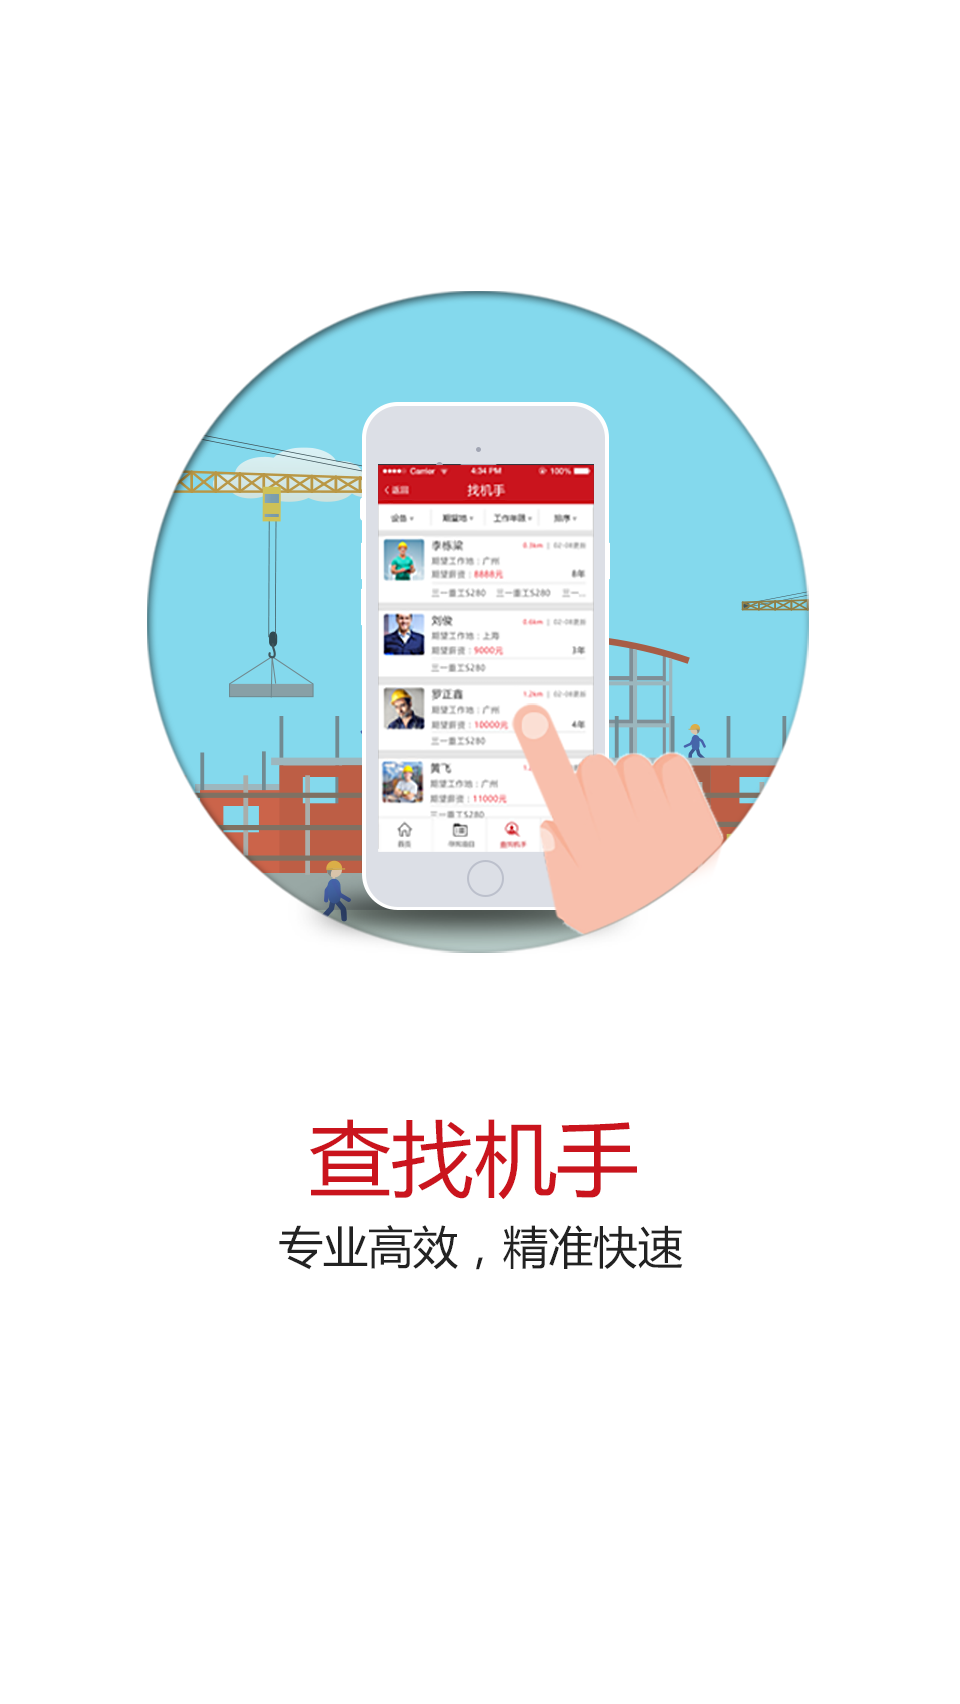 Carrier 4:34 PM 100%
返回 找机手
设备 期望地 工作年限 排序
李栋梁 0.3km | 02-08更新
期望工作地：广州
期望薪资：8888元 8年
三一重工S280 三一重工S280 三一...
刘俊 0.6km | 02-08更新
期望工作地：上海
期望薪资：9000元 3年
三一重工S280
罗正鑫 1.2km | 02-08更新
期望工作地：广州
期望薪资：10000元 4年
三一重工S280
黄飞
期望工作地：广州
期望薪资：11000元
三一重工S280
首页 查找机手
查找机手
专业高效，精准快速